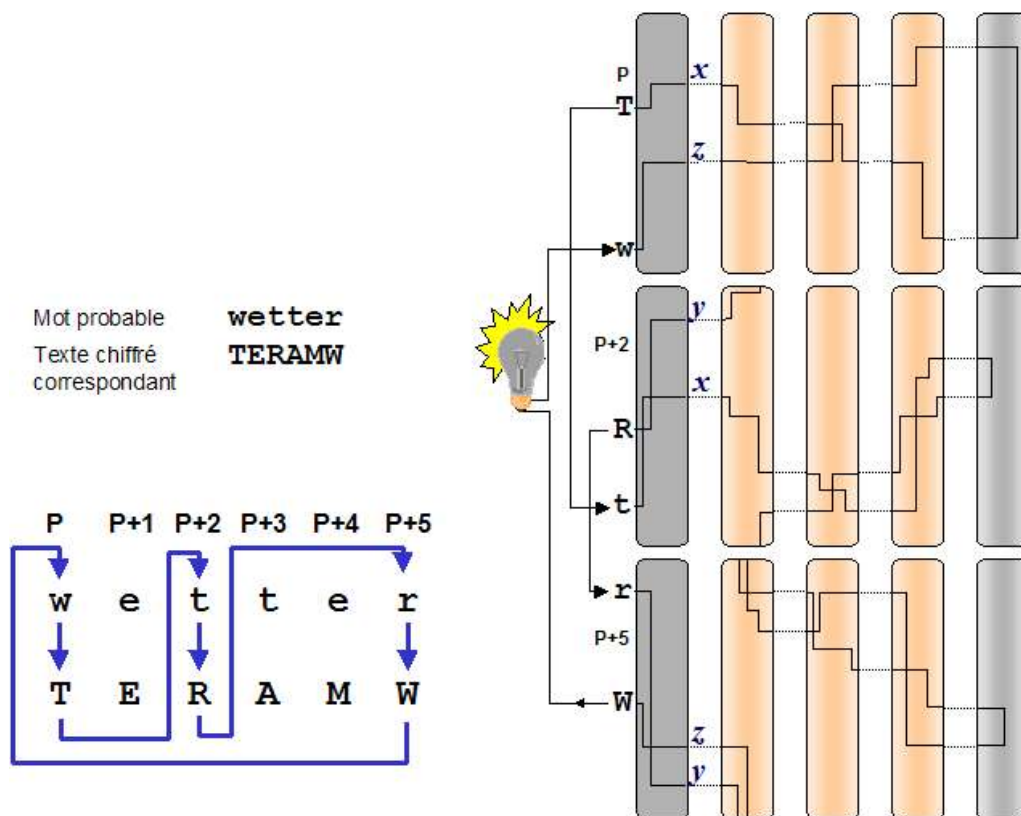 P
x
T
z
w
Mot probable wetter
Texte chiffré TERAMW
correspondant
y
P+2
x
R
t
P P+1 P+2 P+3 P+4 P+5
w e t t e r
T E R A M W
r
P+5
W
z
y